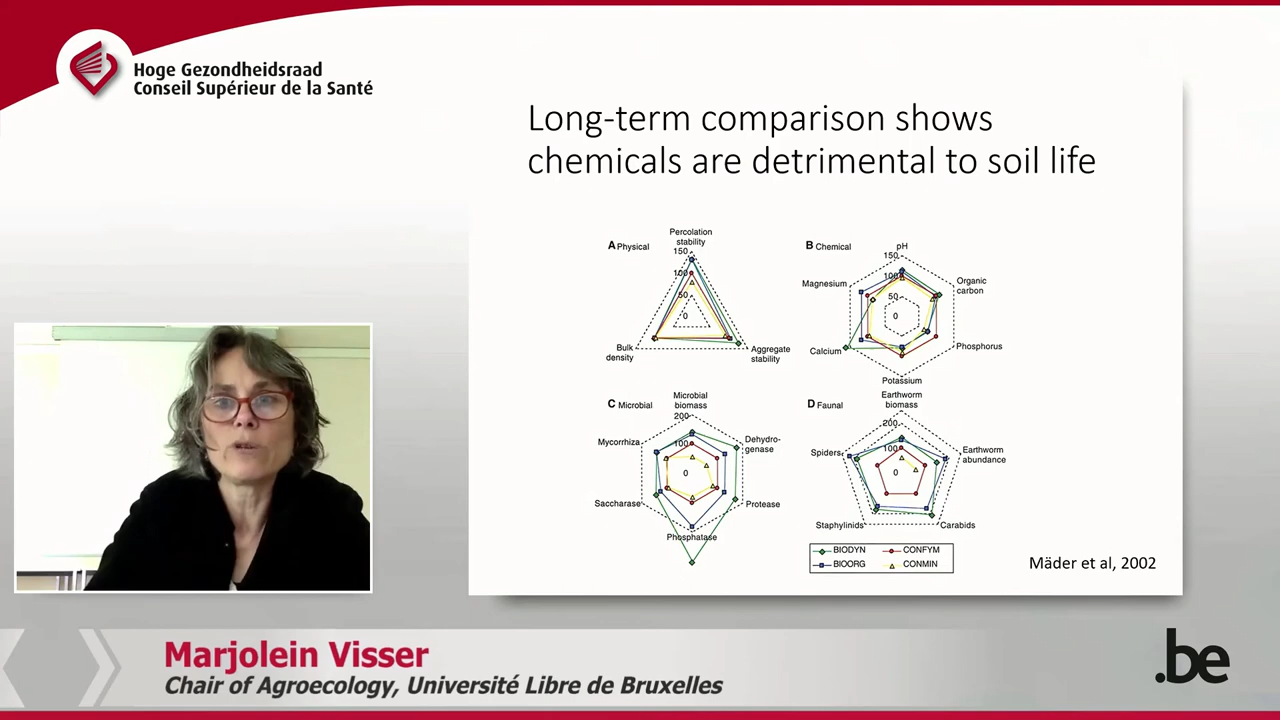 Hoge Gezondheidsraad
Conseil Supérieur de la Santé
Long-term comparison shows
chemicals are detrimental to soil life
A Physical
Percolation
stability
150
100
50
0
Bulk
density
Aggregate
stability
B Chemical
pH
150
100
50
0
Magnesium
Organic
carbon
Calcium
Phosphorus
Potassium
C Microbial
Microbial
biomass
200
100
0
Mycorrhiza
Dehydro-
genase
Saccharase
Protease
Phosphatase
D Faunal
Earthworm
biomass
200
100
0
Spiders
Earthworm
abundance
Staphylinids
Carabids
BIODYN
CONFYM
BIOORG
CONMIN
Mäder et al, 2002
Marjolein Visser
Chair of Agroecology, Université Libre de Bruxelles
.be